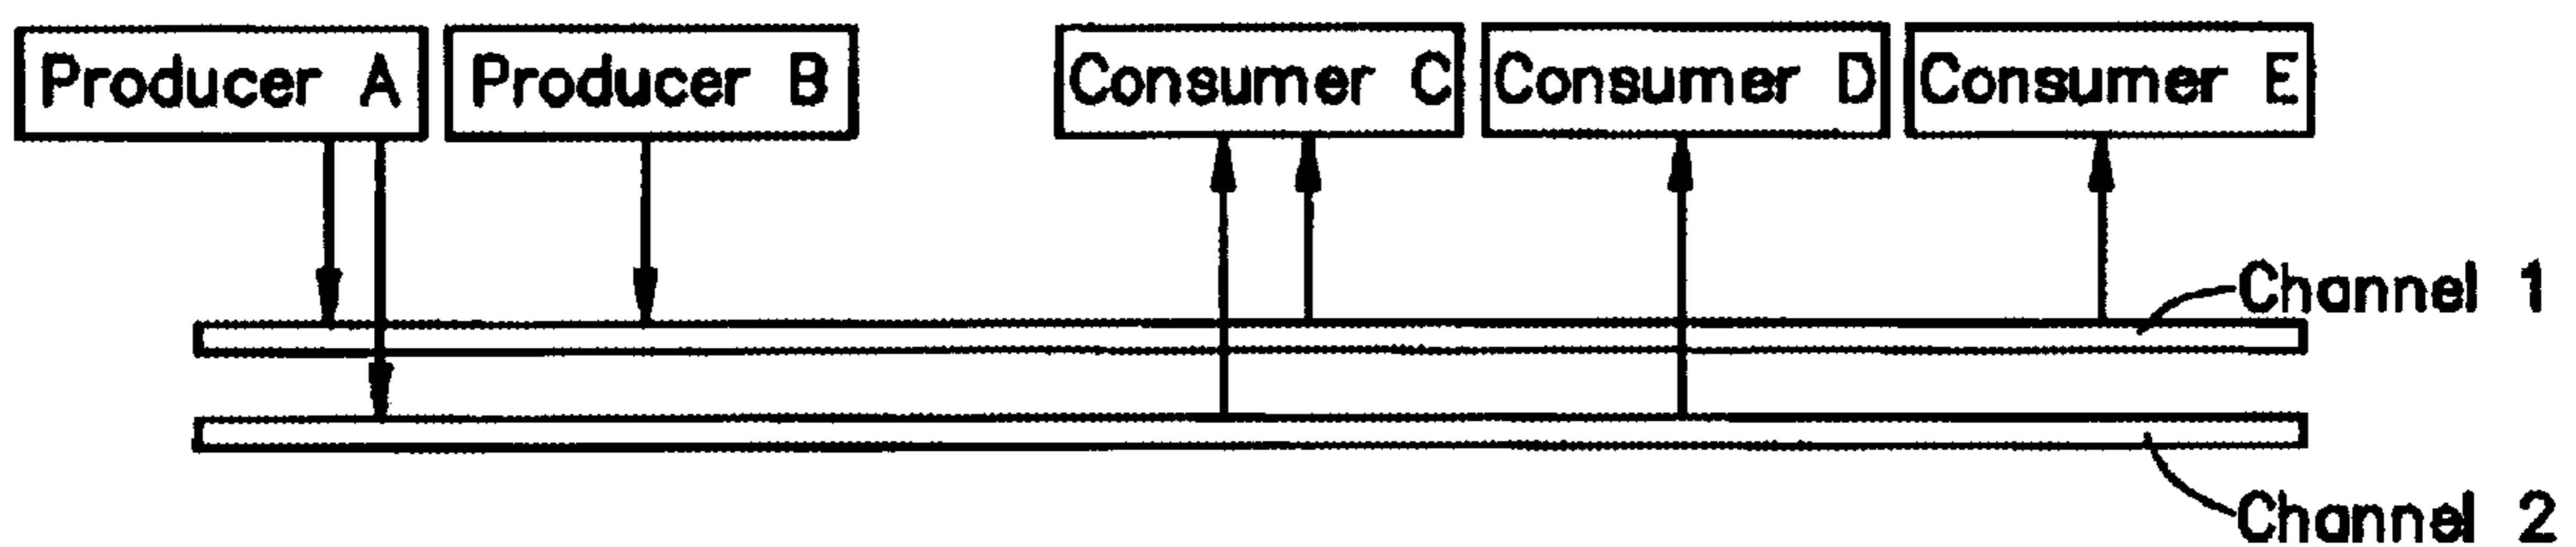 Producer A
Producer B
Consumer C
Consumer D
Consumer E
Channel 1
Channel 2